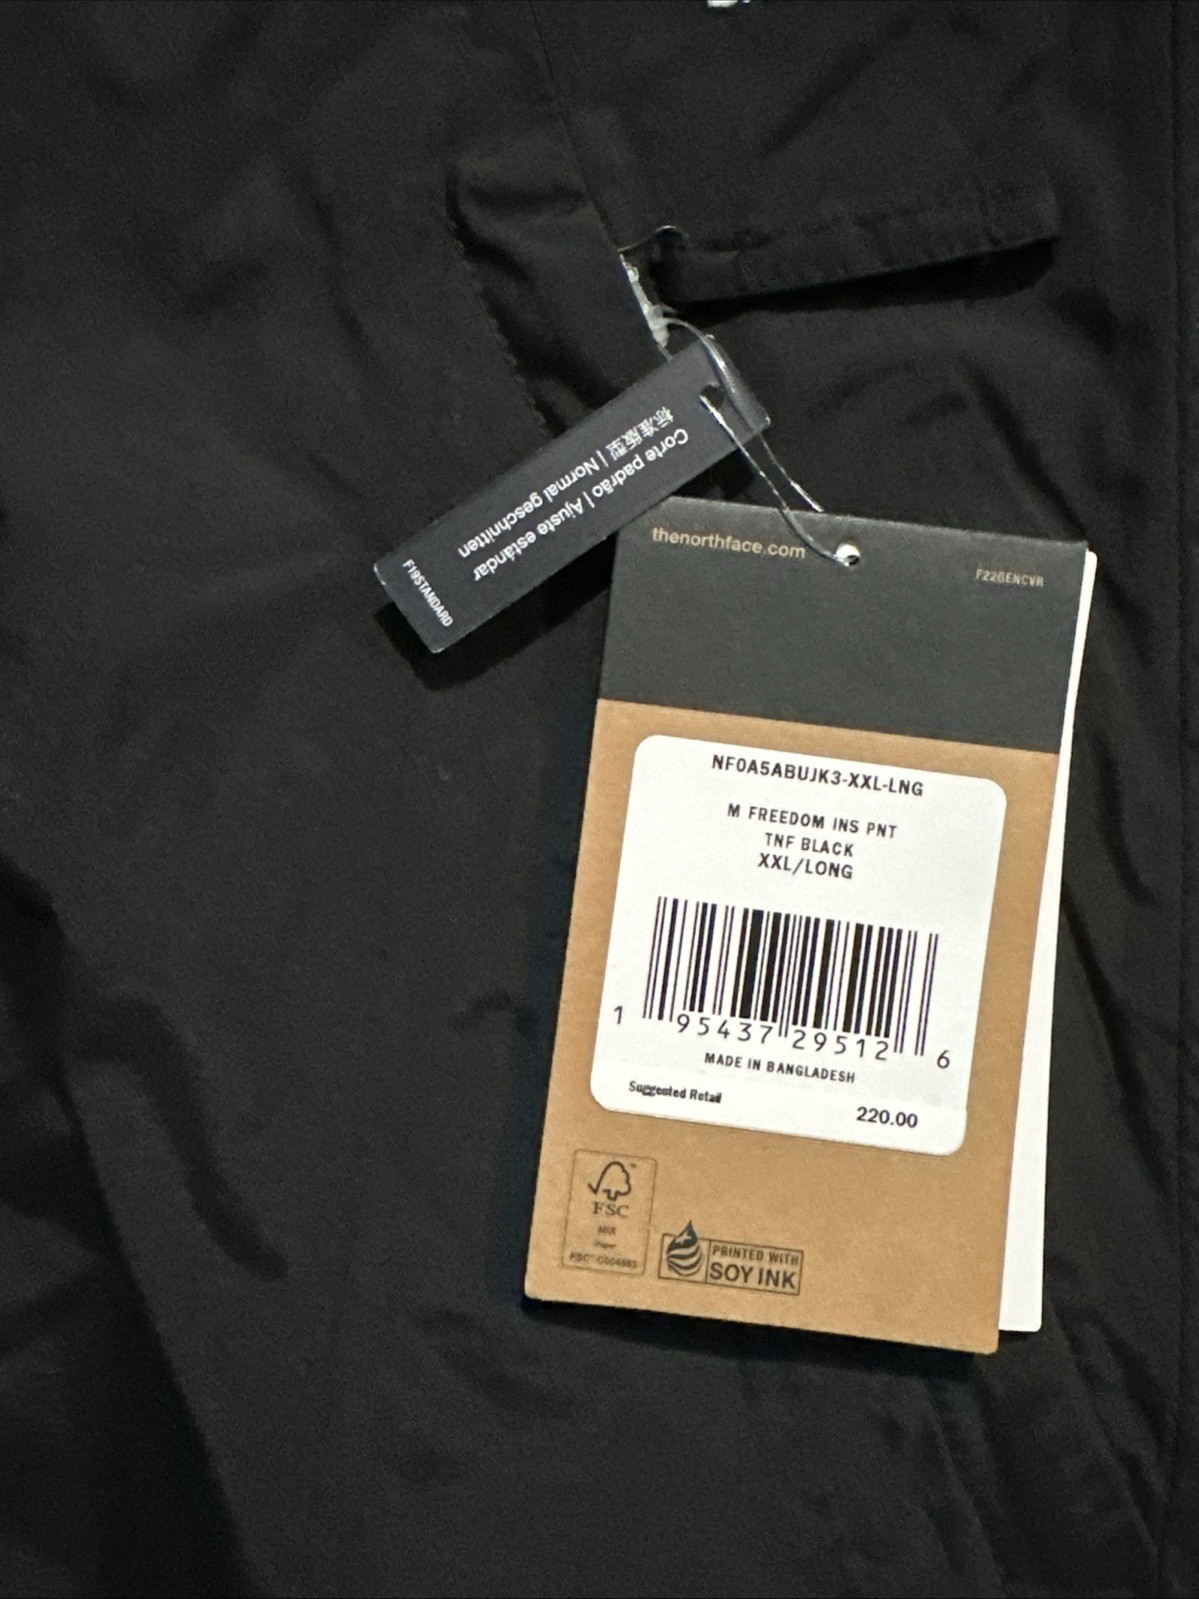 标准版型 | Normal geschnitten
Corte padrão | Ajuste estándar
F19STANDARD
thenorthface.com
F22GENCVR
NF0A5ABUJK3-XXL-LNG
M FREEDOM INS PNT
TNF BLACK
XXL/LONG
1 95437 29512 6
MADE IN BANGLADESH
Suggested Retail
220.00
FSC
MIX
Paper
PRINTED WITH
SOY INK